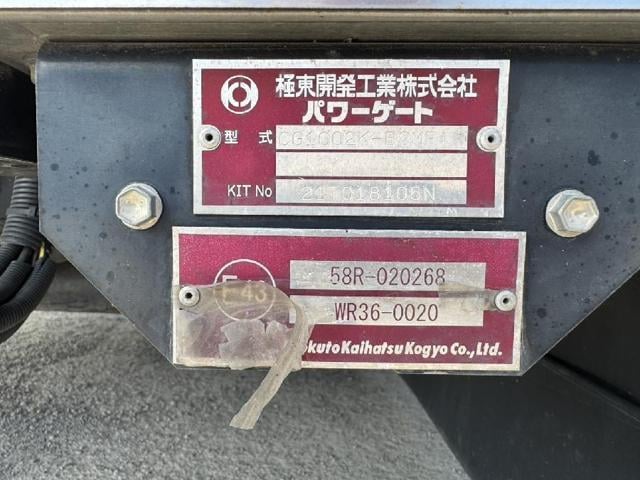 極東開発工業株式会社
パワーゲート
型式
KIT No
58R-020268
E43
WR36-0020
Kaihatsu Kogyo Co., Ltd.